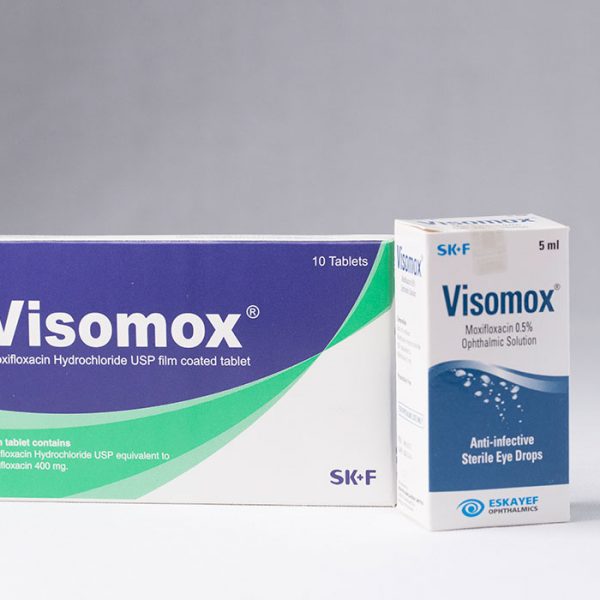 10 Tablets
Visomox®
oxifloxacin Hydrochloride USP film coated tablet
tablet contains
floxacin Hydrochloride USP equivalent to
floxacin 400 mg.
SK+F
SK+F
5 ml
Visomox®
Moxifloxacin 0.5%
Ophthalmic Solution
Anti-infective
Sterile Eye Drops
ESKAYEF
OPHTHALMICS
Visomox